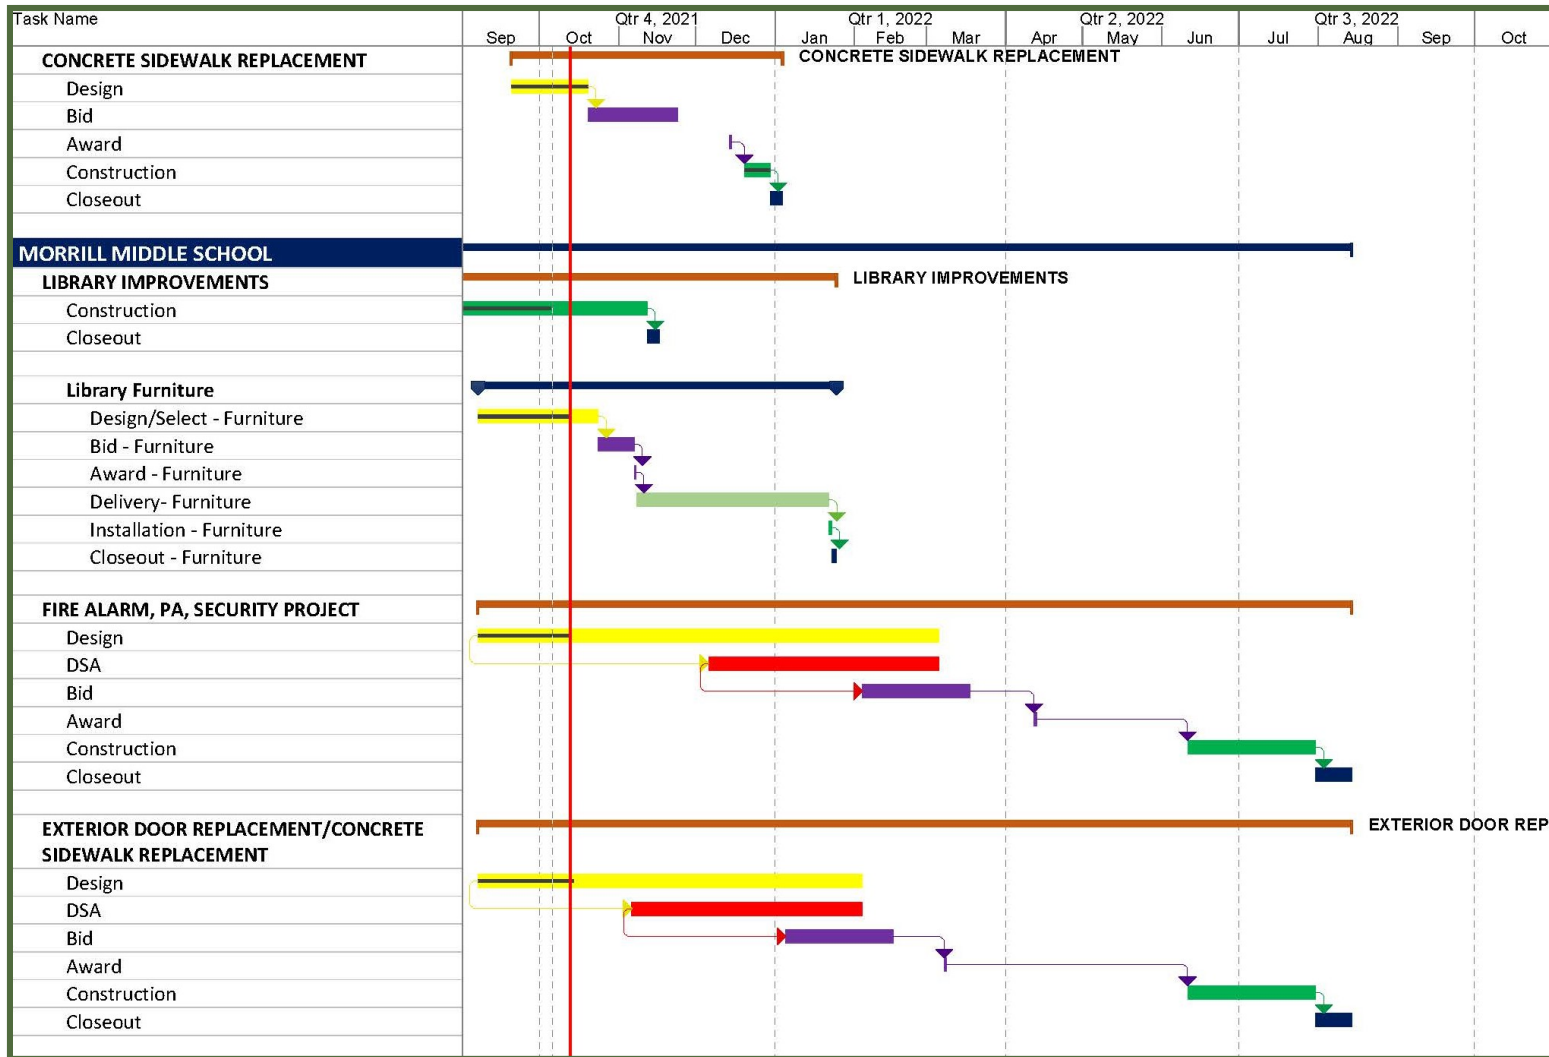 Task Name
Qtr 4, 2021 Qtr 1, 2022 Qtr 2, 2022 Qtr 3, 2022
Sep Oct Nov Dec Jan Feb Mar Apr May Jun Jul Aug Sep Oct
CONCRETE SIDEWALK REPLACEMENT CONCRETE SIDEWALK REPLACEMENT
Design
Bid
Award
Construction
Closeout
MORRILL MIDDLE SCHOOL
LIBRARY IMPROVEMENTS LIBRARY IMPROVEMENTS
Construction
Closeout
Library Furniture
Design/Select - Furniture
Bid - Furniture
Award - Furniture
Delivery- Furniture
Installation - Furniture
Closeout - Furniture
FIRE ALARM, PA, SECURITY PROJECT
Design
DSA
Bid
Award
Construction
Closeout
EXTERIOR DOOR REPLACEMENT/CONCRETE EXTERIOR DOOR REP
SIDEWALK REPLACEMENT
Design
DSA
Bid
Award
Construction
Closeout